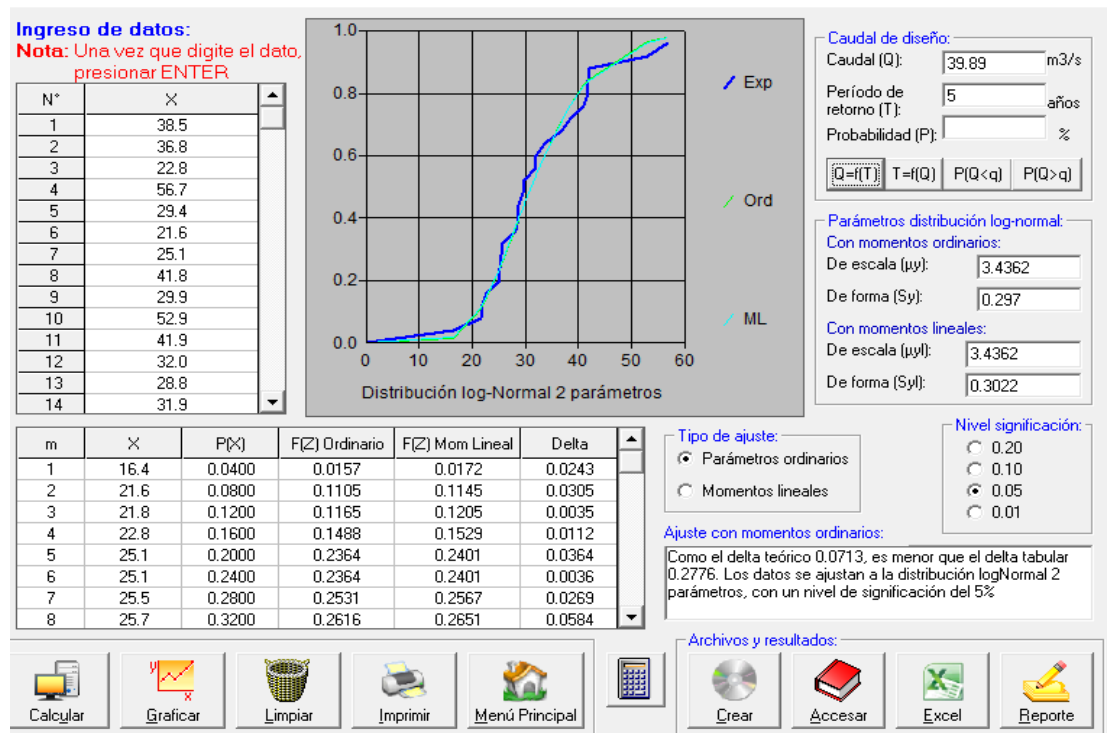 Ingreso de datos:
Nota: Una vez que digite el dato,
presionar ENTER
N° X
1 38.5
2 36.8
3 22.8
4 56.7
5 29.4
6 21.6
7 25.1
8 41.8
9 29.9
10 52.9
11 41.9
12 32.0
13 28.8
14 31.9
1.0
0.8
0.6
0.4
0.2
0.0
0 10 20 30 40 50 60
Distribución log-Normal 2 parámetros
Exp
Ord
ML
Caudal de diseño:
Caudal (Q): 39.89 m3/s
Período de
retorno (T): 5 años
Probabilidad (P): %
Q=f(T) T=f(Q) P(Q<q) P(Q>q)
Parámetros distribución log-normal:
Con momentos ordinarios:
De escala (μy): 3.4362
De forma (Sy): 0.297
Con momentos lineales:
De escala (μyl): 3.4362
De forma (Syl): 0.3022
m X P(X) F(Z) Ordinario F(Z) Mom Lineal Delta
1 16.4 0.0400 0.0157 0.0172 0.0243
2 21.6 0.0800 0.1105 0.1145 0.0305
3 21.8 0.1200 0.1165 0.1205 0.0035
4 22.8 0.1600 0.1488 0.1529 0.0112
5 25.1 0.2000 0.2364 0.2401 0.0364
6 25.1 0.2400 0.2364 0.2401 0.0036
7 25.5 0.2800 0.2531 0.2567 0.0269
8 25.7 0.3200 0.2616 0.2651 0.0584
Tipo de ajuste:
Parámetros ordinarios
Momentos lineales
Nivel significación:
0.20
0.10
0.05
0.01
Ajuste con momentos ordinarios:
Como el delta teórico 0.0713, es menor que el delta tabular
0.2776. Los datos se ajustan a la distribución logNormal 2
parámetros, con un nivel de significación del 5%
Calcular Graficar Limpiar Imprimir Menú Principal
Archivos y resultados:
Crear Accesar Excel Reporte